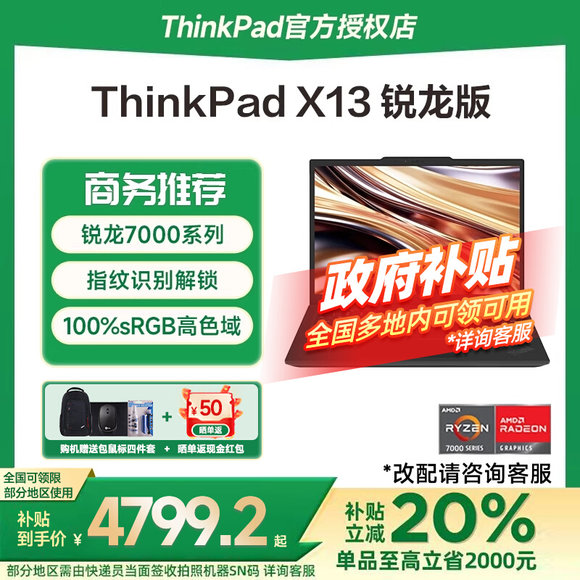 ThinkPad官方授权店
ThinkPad X13 锐龙版
商务推荐
锐龙7000系列
指纹识别解锁
100%sRGB高色域
政府补贴
全国多地内可领可用
*详询客服
¥50
晒单返
购机赠送包鼠标四件套 + 晒单返现金红包
AMD
RYZEN
7000 SERIES
AMD
RADEON
GRAPHICS
*改配请咨询客服
全国可领限
部分地区使用
补贴
到手价 ¥4799.2起
补贴
立减 20%
单品至高立省2000元
部分地区需由快递员当面签收拍照机器SN码 详询客服